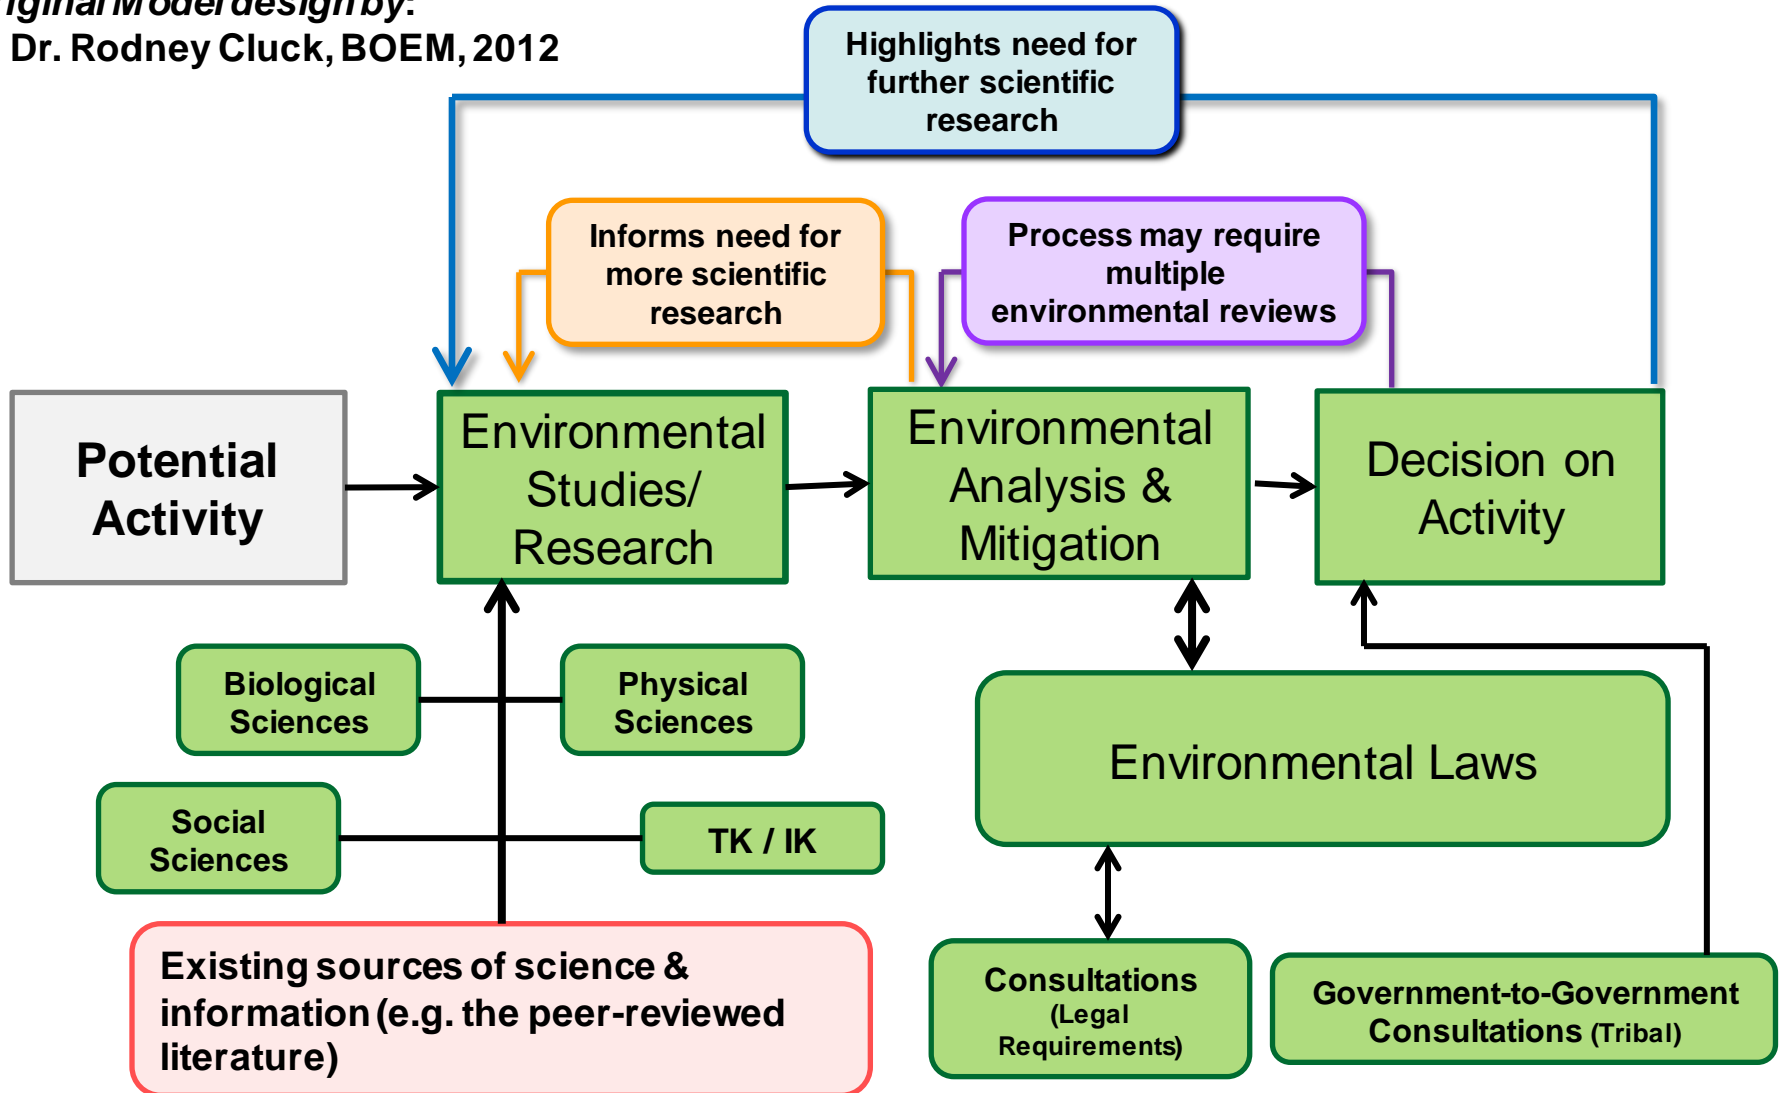 Model design by:
Dr. Rodney Cluck, BOEM, 2012
Highlights need for
further scientific
research
Informs need for
more scientific
research
Process may require
multiple
environmental reviews
Potential
Activity
Environmental
Studies/
Research
Environmental
Analysis &
Mitigation
Decision on
Activity
Biological
Sciences
Physical
Sciences
Social
Sciences
TK / IK
Environmental Laws
Existing sources of science &
information (e.g. the peer-reviewed
literature)
Consultations
(Legal
Requirements)
Government-to-Government
Consultations (Tribal)